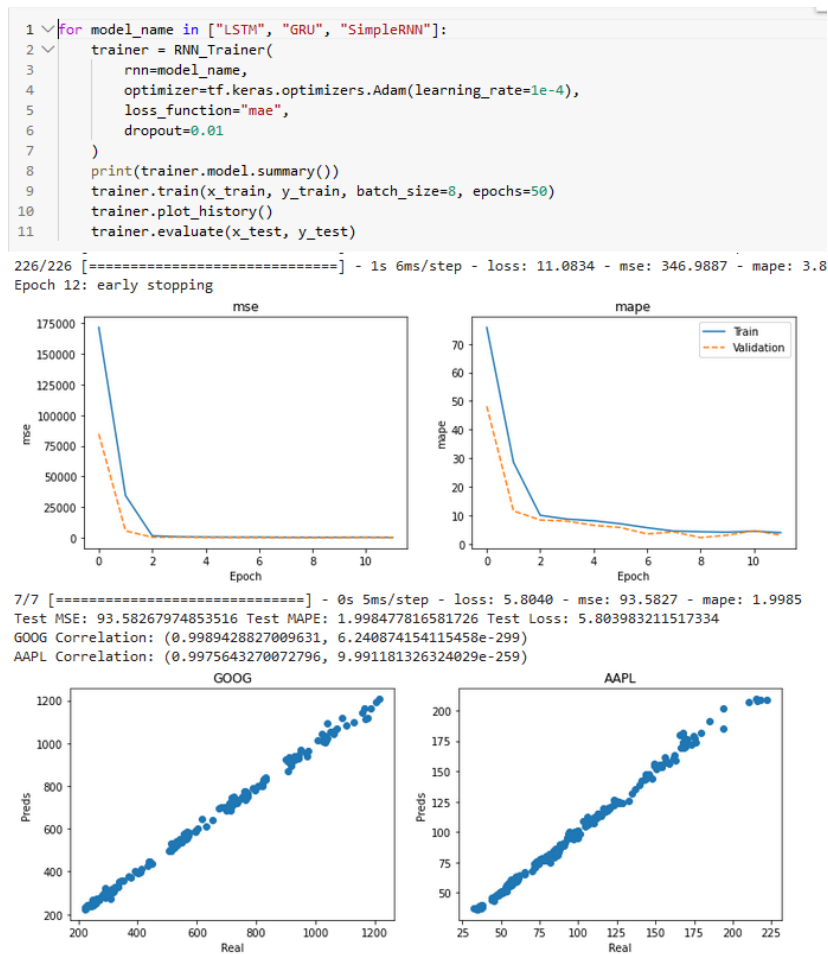 1 for model_name in ["LSTM", "GRU", "SimpleRNN"]:
2 trainer = RNN_Trainer(
3 rnn=model_name,
4 optimizer=tf.keras.optimizers.Adam(learning_rate=1e-4),
5 loss_function="mae",
6 dropout=0.01
7 )
8 print(trainer.model.summary())
9 trainer.train(x_train, y_train, batch_size=8, epochs=50)
10 trainer.plot_history()
11 trainer.evaluate(x_test, y_test)
226/226 [==============================] - 1s 6ms/step - loss: 11.0834 - mse: 346.9887 - mape: 3.8
Epoch 12: early stopping
mse
175000
150000
125000
100000
75000
50000
25000
0
mse
0 2 4 6 8 10
Epoch
mape
Train
Validation
70
60
50
40
30
20
10
0
mape
0 2 4 6 8 10
Epoch
7/7 [==============================] - 0s 5ms/step - loss: 5.8040 - mse: 93.5827 - mape: 1.9985
Test MSE: 93.58267974853516 Test MAPE: 1.998477816581726 Test Loss: 5.803983211517334
GOOG Correlation: (0.9989428827009631, 6.240874154115458e-299)
AAPL Correlation: (0.9975643270072796, 9.991181326324029e-259)
GOOG
1200
1000
800
600
400
200
Preds
200 400 600 800 1000 1200
Real
AAPL
200
175
150
125
100
75
50
Preds
25 50 75 100 125 150 175 200 225
Real